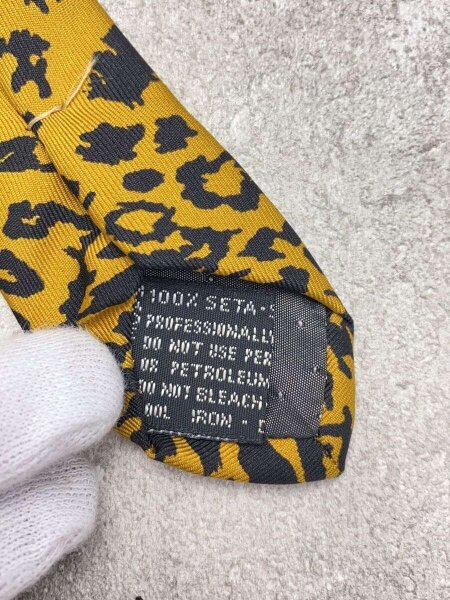 100% SETA-S
PROFESSIONALL
DO NOT USE PER
OR PETROLEUM
DO NOT BLEACH
OOL IRON -